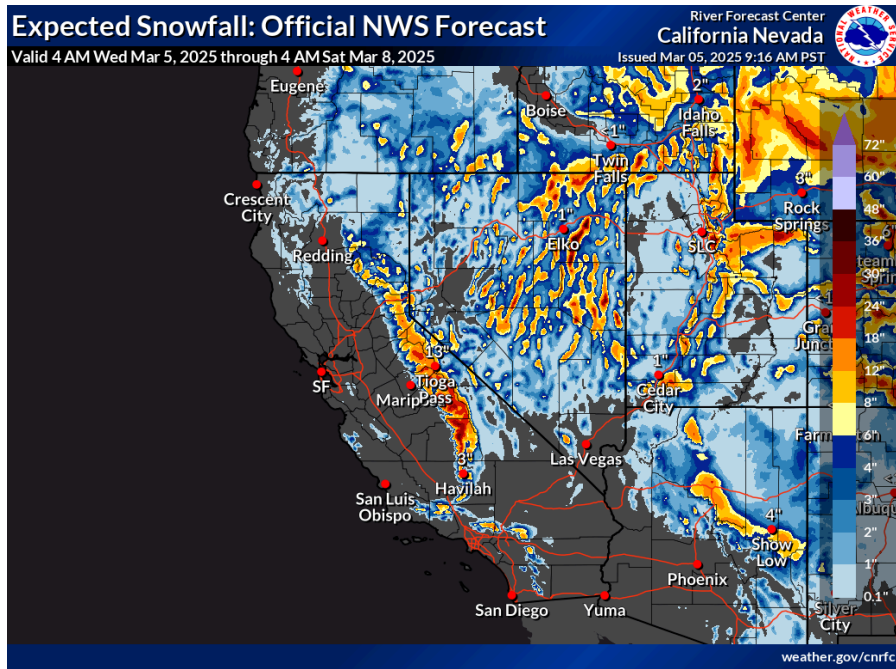 Expected Snowfall: Official NWS Forecast
River Forecast Center
California Nevada
Valid 4 AM Wed Mar 5, 2025 through 4 AM Sat Mar 8, 2025
Issued Mar 05, 2025 9:16 AM PST
NATIONAL WEATHER SERVICE
Eugene
Boise
2"
Idaho
Falls
<1"
Twin
Falls
72"
60"
48"
36"
30"
24"
18"
12"
8"
6"
4"
3"
2"
1"
0.1"
Crescent
City
3"
Rock
Springs
Redding
1"
Elko
SLC
13"
Tioga
Pass
SF
1"
Cedar
City
3"
Havilah
Las Vegas
San Luis
Obispo
4"
Show
Low
Phoenix
San Diego
Yuma
Silver
City
weather.gov/cnrfc